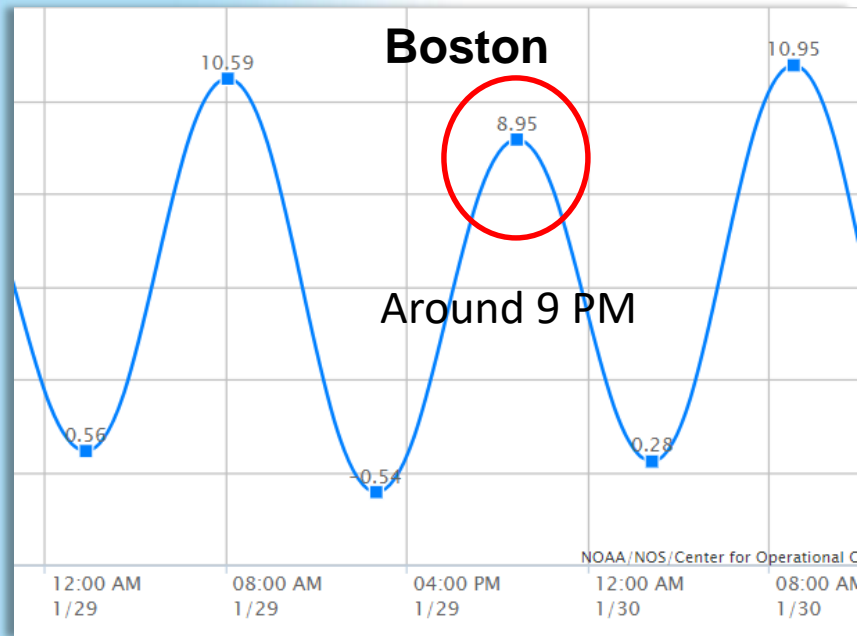 Boston
10.59
8.95
10.95
Around 9 PM
0.56
-0.54
0.28
NOAA/NOS/Center for Operational
12:00 AM 08:00 AM 04:00 PM 12:00 AM 08:00 AM
1/29 1/29 1/29 1/30 1/30